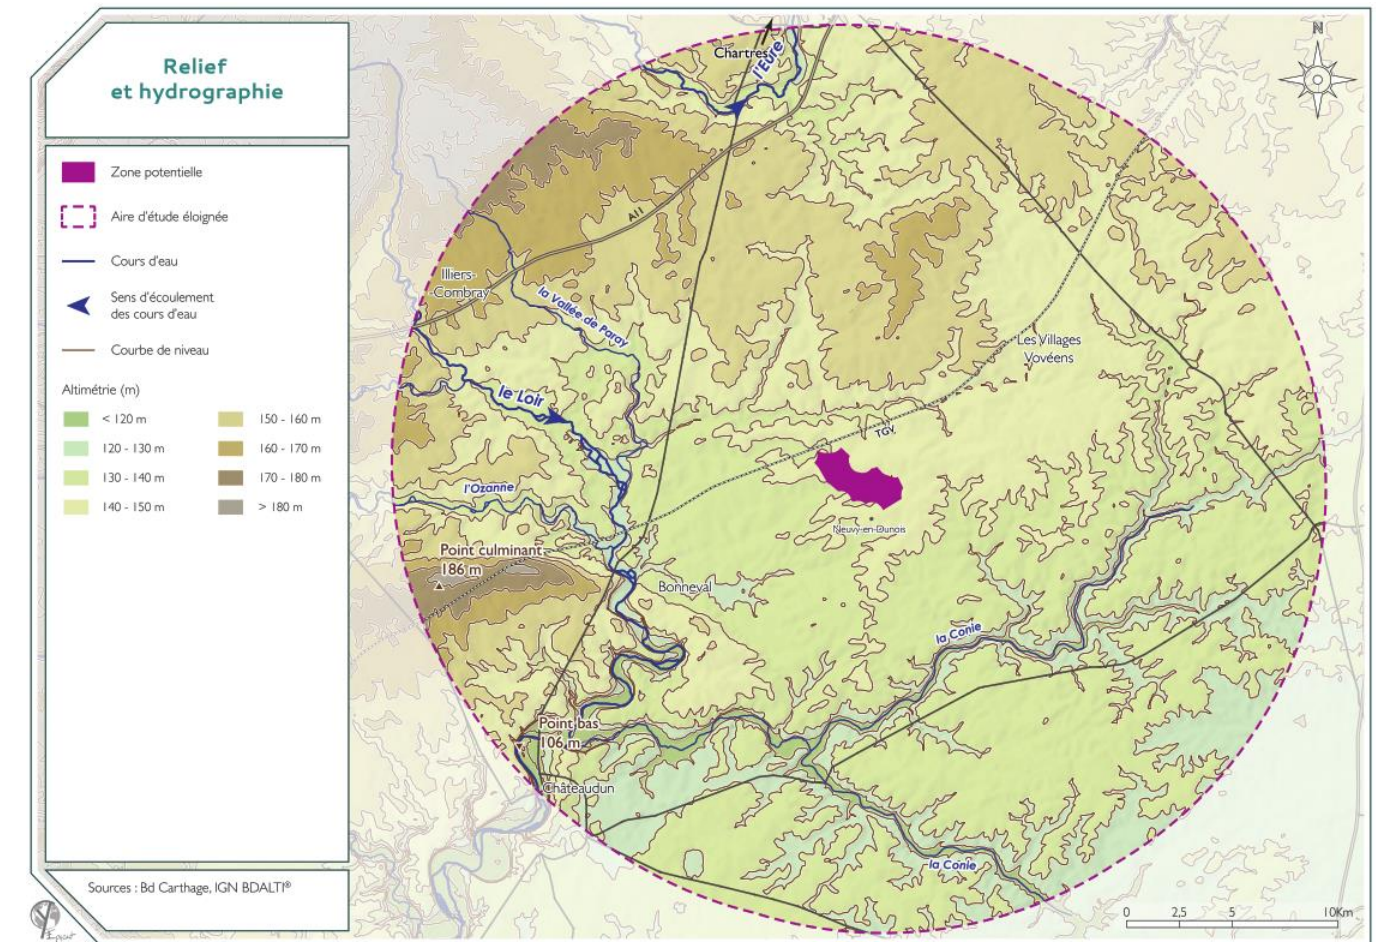 Relief
et hydrographie
Zone potentielle
Aire d'étude éloignée
Cours d'eau
Sens d'écoulement
des cours d'eau
Courbe de niveau
Altimétrie (m)
< 120 m
120 - 130 m
130 - 140 m
140 - 150 m
150 - 160 m
160 - 170 m
170 - 180 m
> 180 m
Sources : Bd Carthage, IGN BDALTI®
Chartres
l'Eure
N
A11
Illiers-
-Combray
la Vallée de Paray
Les Villages
Vovéens
le Loir
TGV
l'Ozanne
Neuvy-en-Dunois
Point culminant
186 m
Bonneval
la Conie
Point bas
106 m
Châteaudun
la Conie
0 2,5 5 10Km